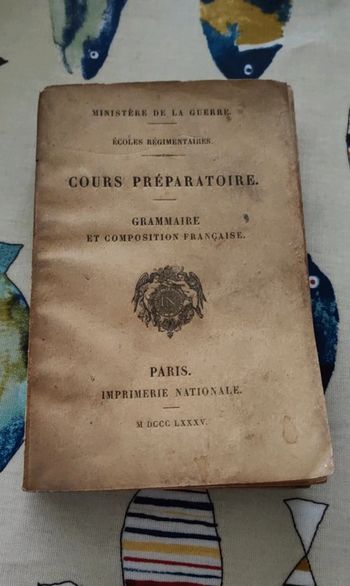 MINISTÈRE DE LA GUERRE.
ÉCOLES RÉGIMENTAIRES.
COURS PRÉPARATOIRE.
GRAMMAIRE
ET COMPOSITION FRANÇAISE.
PARIS.
IMPRIMERIE NATIONALE.
M DCCC LXXXV.